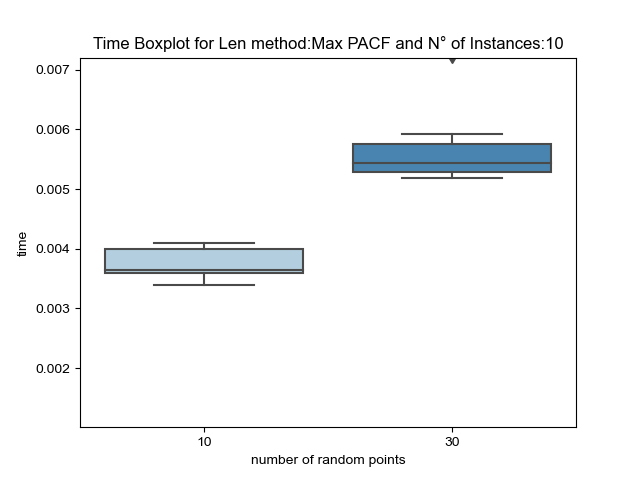 Time Boxplot for Len method:Max PACF and N° of Instances:10
0.007
0.006
0.005
0.004
0.003
0.002
time
10
30
number of random points